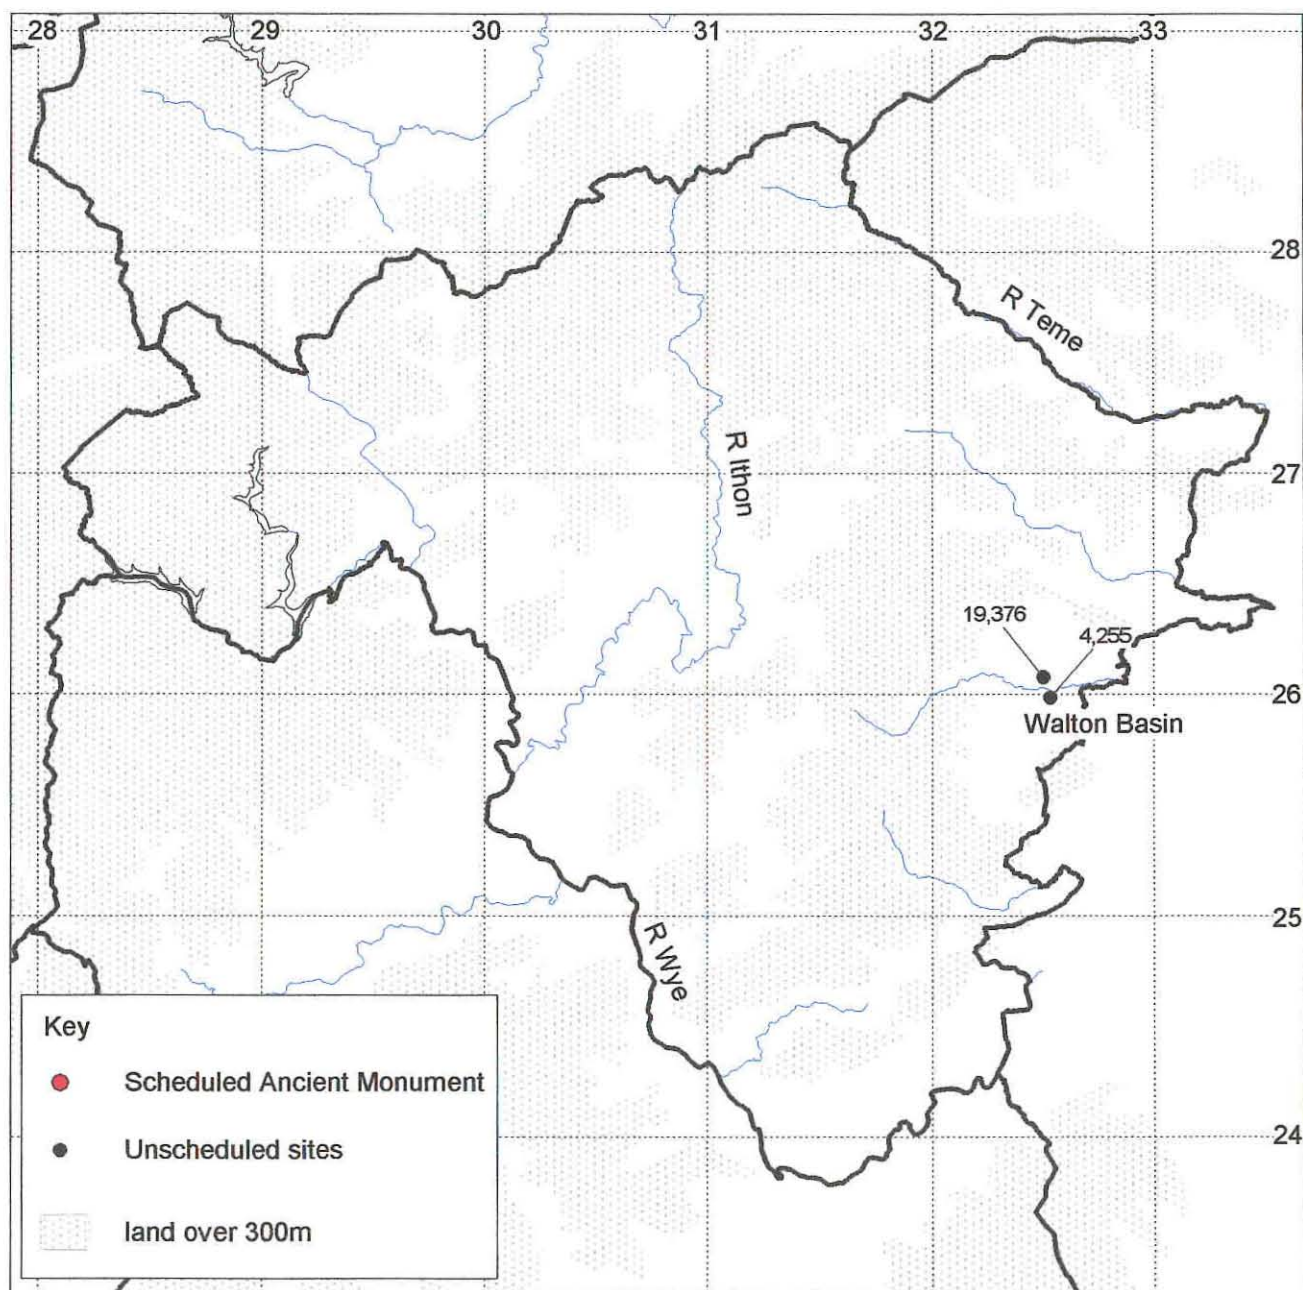 28 29 30 31 32 33
28
R Teme
27
R Ithon
19,376
4,255
26
Walton Basin
25
R Wye
Key
Scheduled Ancient Monument
Unscheduled sites
24
land over 300m